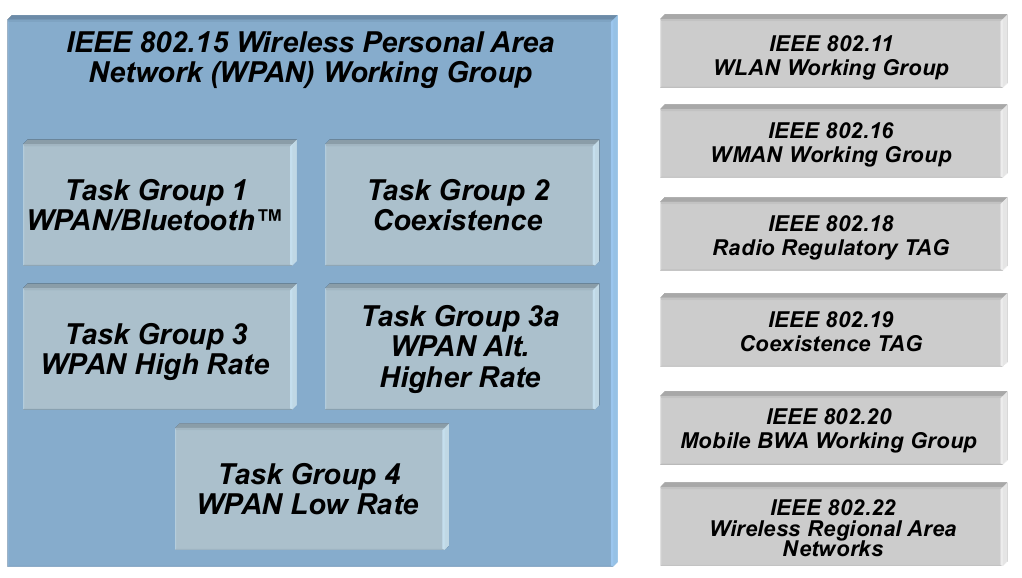 IEEE 802.15 Wireless Personal Area
Network (WPAN) Working Group
Task Group 1
WPAN/Bluetooth™
Task Group 2
Coexistence
Task Group 3
WPAN High Rate
Task Group 3a
WPAN Alt.
Higher Rate
Task Group 4
WPAN Low Rate
IEEE 802.11
WLAN Working Group
IEEE 802.16
WMAN Working Group
IEEE 802.18
Radio Regulatory TAG
IEEE 802.19
Coexistence TAG
IEEE 802.20
Mobile BWA Working Group
IEEE 802.22
Wireless Regional Area
Networks